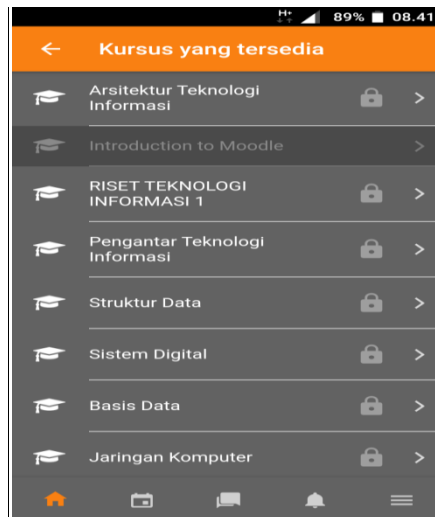 H+ 89% 08.41
Kursus yang tersedia
Arsitektur Teknologi
Informasi
Introduction to Moodle
RISET TEKNOLOGI
INFORMASI 1
Pengantar Teknologi
Informasi
Struktur Data
Sistem Digital
Basis Data
Jaringan Komputer